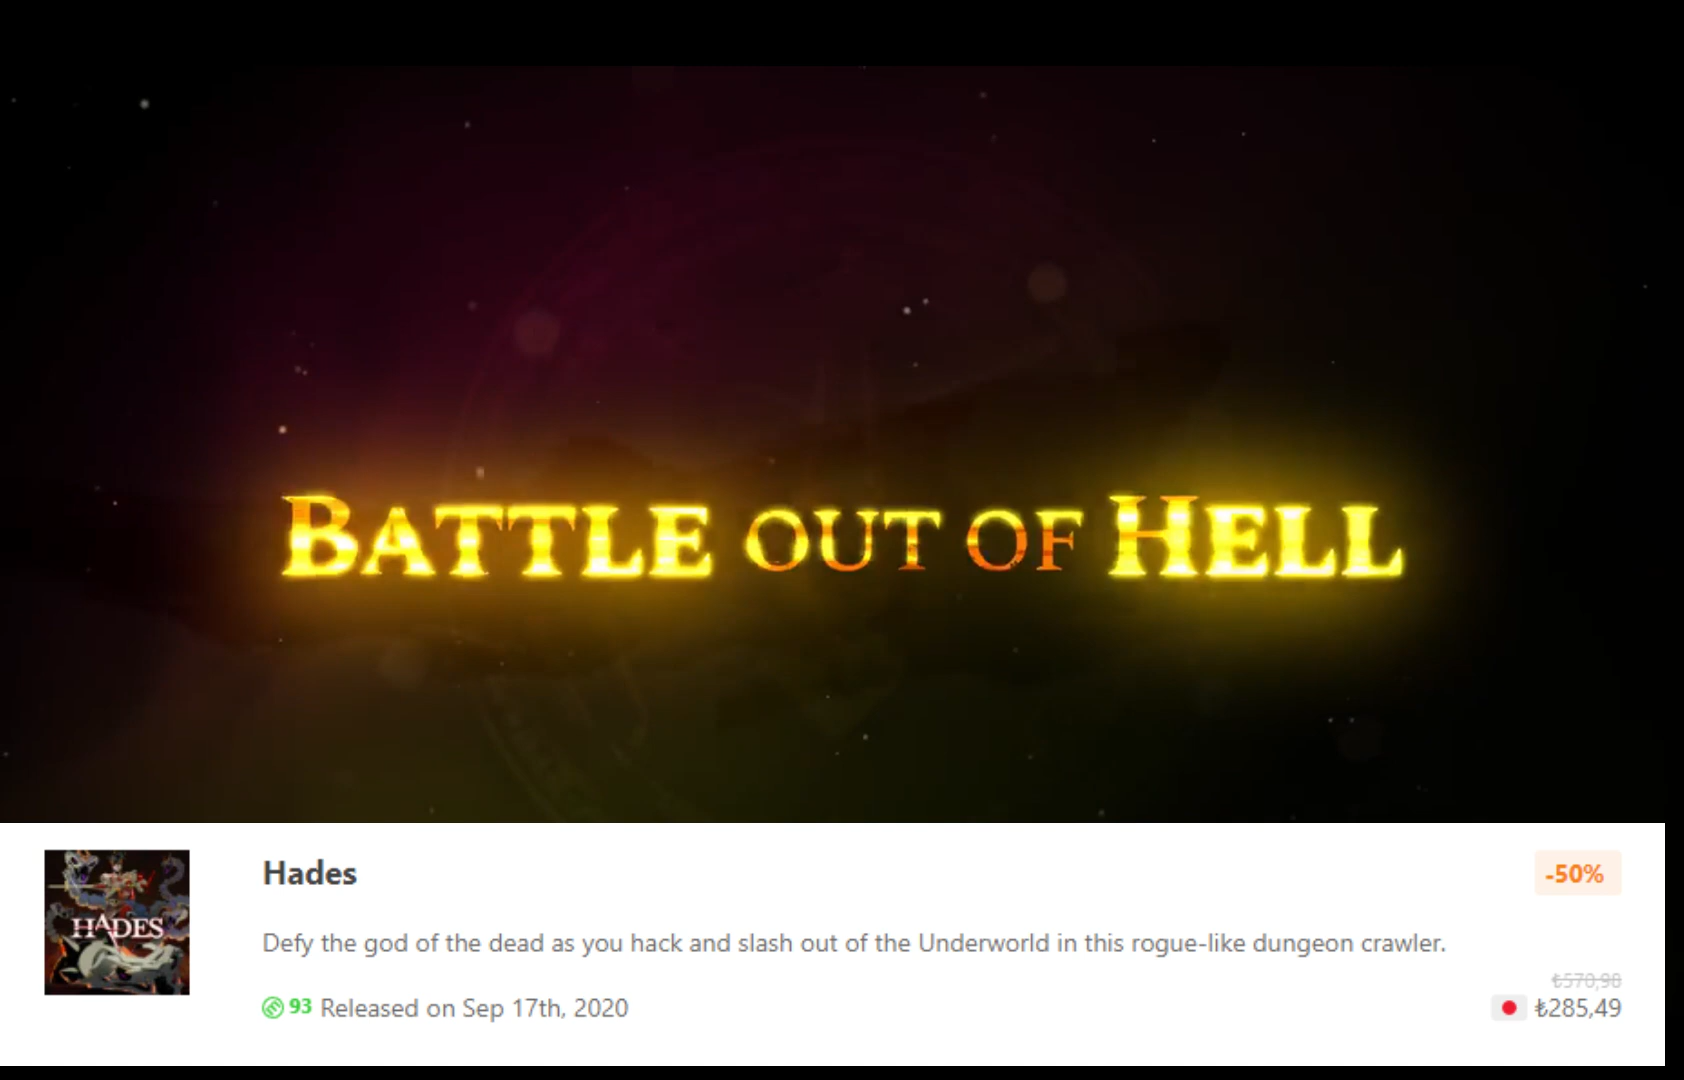 BATTLE OUT OF HELL
HADES
Hades
-50%
Defy the god of the dead as you hack and slash out of the Underworld in this rogue-like dungeon crawler.
₺570,98
93 Released on Sep 17th, 2020
₺285,49